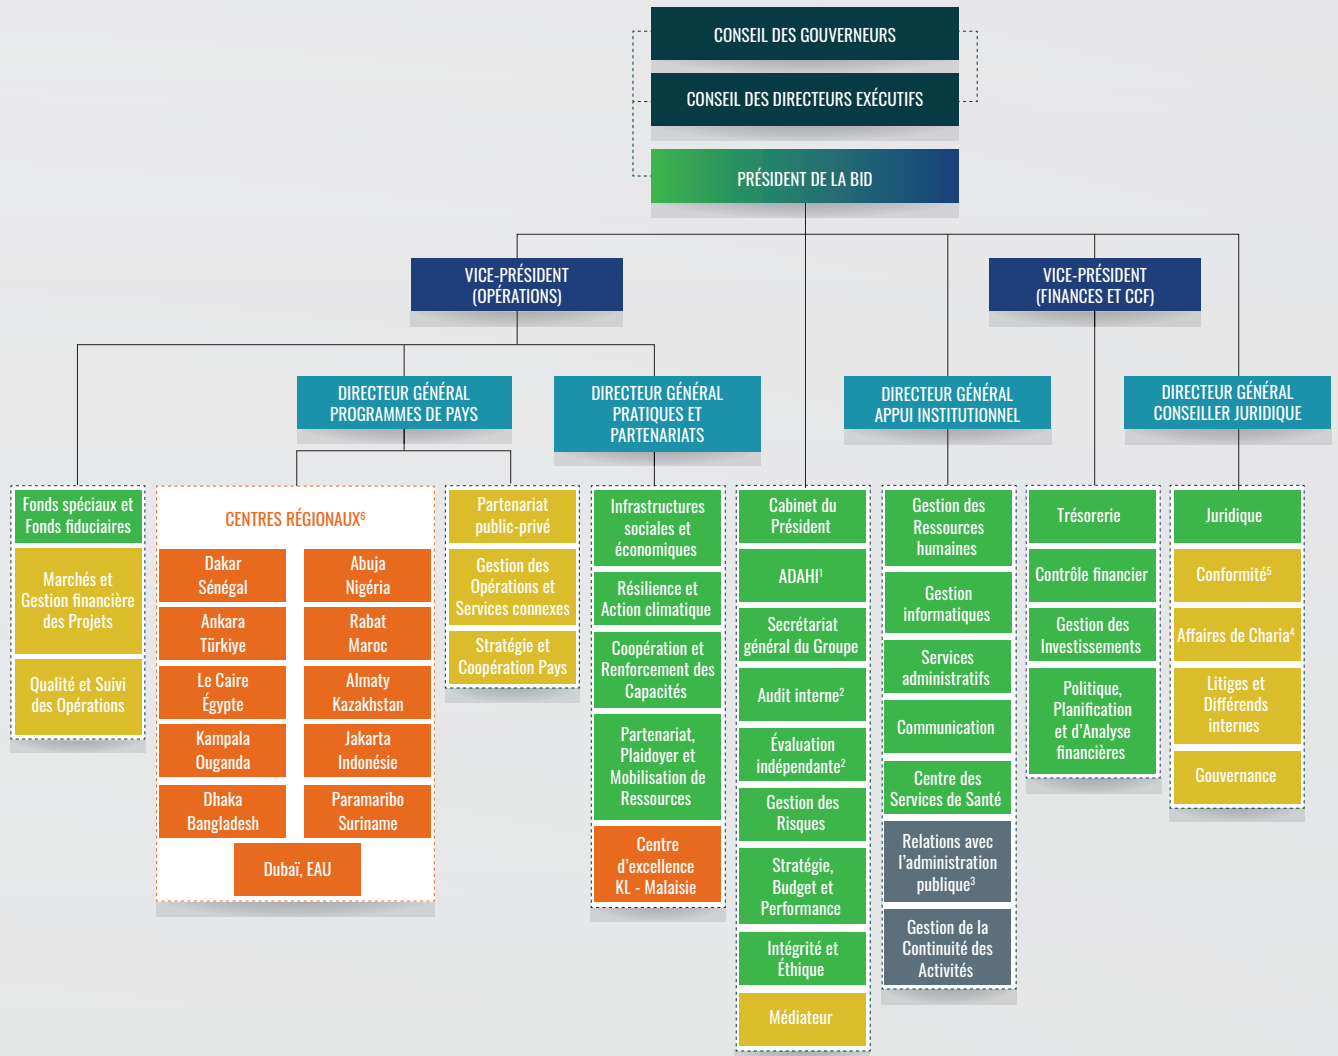 CONSEIL DES GOUVERNEURS
CONSEIL DES DIRECTEURS EXÉCUTIFS
PRÉSIDENT DE LA BID
VICE-PRÉSIDENT
(OPÉRATIONS)
VICE-PRÉSIDENT
(FINANCES ET CCF)
DIRECTEUR GÉNÉRAL
PROGRAMMES DE PAYS
DIRECTEUR GÉNÉRAL
PRATIQUES ET
PARTENARIATS
DIRECTEUR GÉNÉRAL
APPUI INSTITUTIONNEL
DIRECTEUR GÉNÉRAL
CONSEILLER JURIDIQUE
Fonds spéciaux et
Fonds fiduciaires
Marchés et
Gestion financière
des Projets
Qualité et Suivi
des Opérations
CENTRES RÉGIONAUX⁶
Dakar
Sénégal
Abuja
Nigéria
Ankara
Türkiye
Rabat
Maroc
Le Caire
Égypte
Almaty
Kazakhstan
Kampala
Ouganda
Jakarta
Indonésie
Dhaka
Bangladesh
Paramaribo
Suriname
Dubaï, EAU
Partenariat
public-privé
Gestion des
Opérations et
Services connexes
Stratégie et
Coopération Pays
Infrastructures
sociales et
économiques
Résilience et
Action climatique
Coopération et
Renforcement des
Capacités
Partenariat,
Plaidoyer et
Mobilisation de
Ressources
Centre
d'excellence
KL - Malaisie
Cabinet du
Président
ADAHI¹
Secrétariat
général du Groupe
Audit interne²
Évaluation
indépendante²
Gestion des
Risques
Stratégie,
Budget et
Performance
Intégrité et
Éthique
Médiateur
Gestion des
Ressources
humaines
Gestion
informatiques
Services
administratifs
Communication
Centre des
Services de Santé
Relations avec
l'administration
publique³
Gestion de la
Continuité des
Activités
Trésorerie
Contrôle financier
Gestion des
Investissements
Politique,
Planification
et d'Analyse
financières
Juridique
Conformité⁵
Affaires de Charia⁴
Litiges et
Différends
internes
Gouvernance